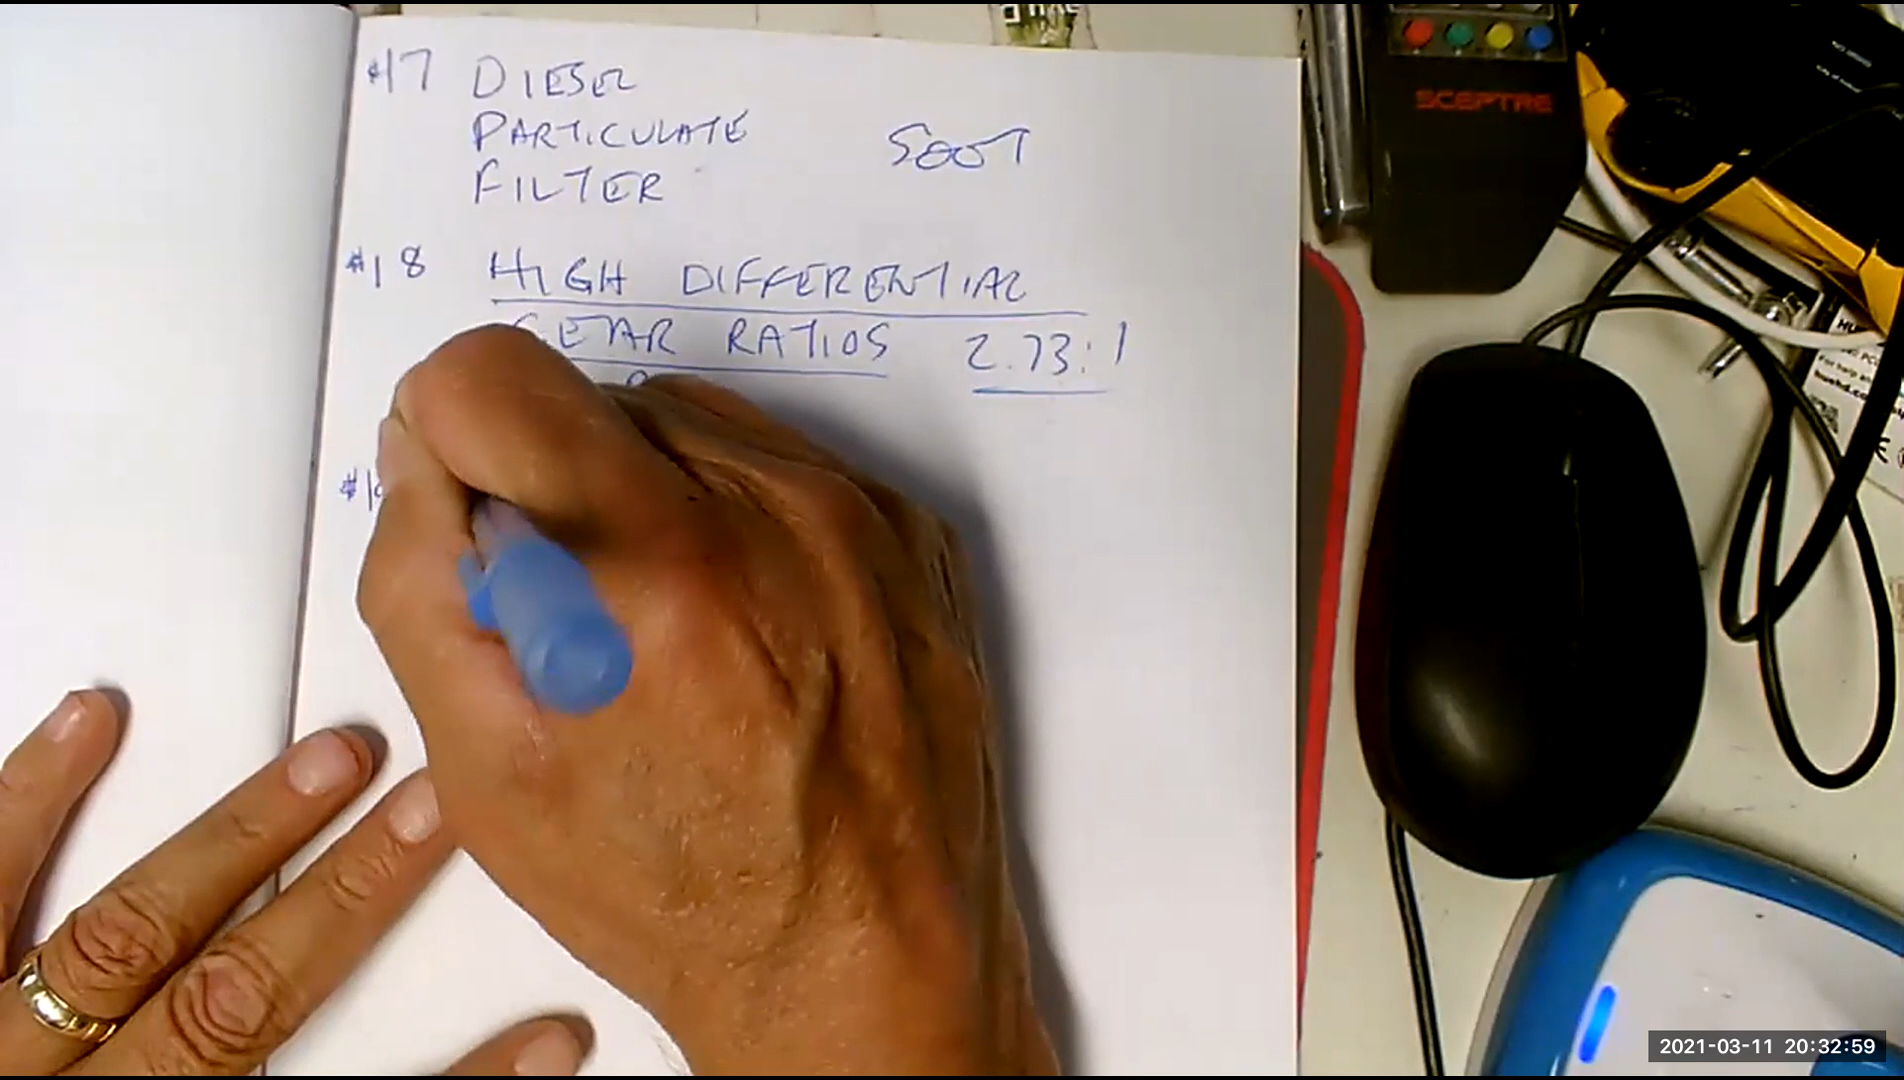 #17 DIESEL
PARTICULATE
FILTER
SOOT
#18 HIGH DIFFERENTIAL
GEAR RATIOS 2.73:1
SCEPTRE
2021-03-11 20:32:59